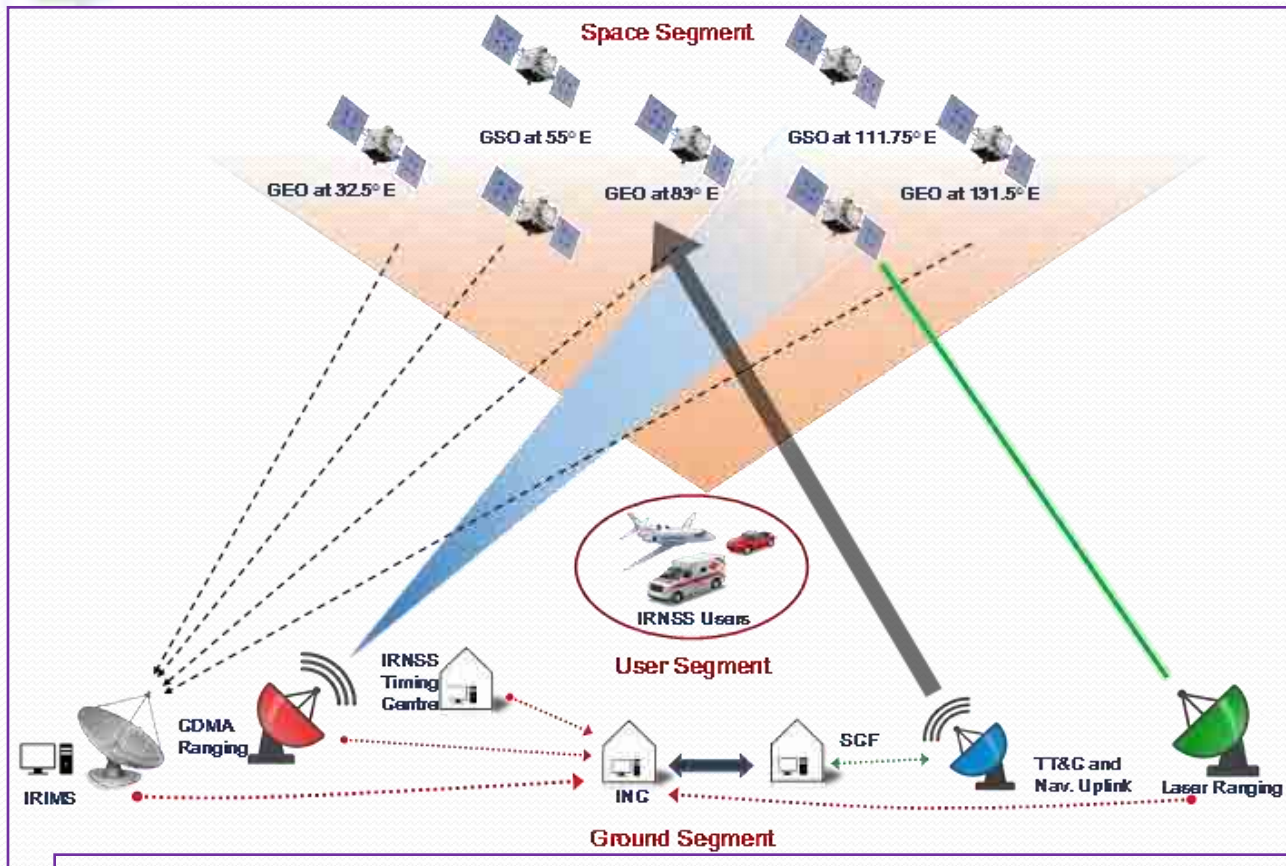 Space Segment
GSO at 55° E
GSO at 111.75° E
GEO at 32.5° E
GEO at 83° E
GEO at 131.5° E
IRNSS Users
User Segment
IRNSS
Timing
Centre
CDMA
Ranging
IRIMS
INC
SCF
TT&C and
Nav. Uplink
Laser Ranging
Ground Segment